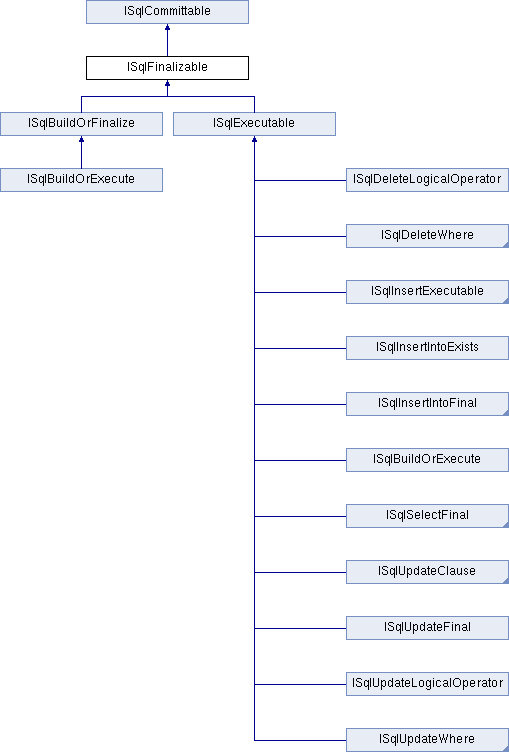 ISqlCommittable
ISqlFinalizable
ISqlBuildOrFinalize
ISqlExecutable
ISqlBuildOrExecute
ISqlDeleteLogicalOperator
ISqlDeleteWhere
ISqlInsertExecutable
ISqlInsertIntoExists
ISqlInsertIntoFinal
ISqlBuildOrExecute
ISqlSelectFinal
ISqlUpdateClause
ISqlUpdateFinal
ISqlUpdateLogicalOperator
ISqlUpdateWhere